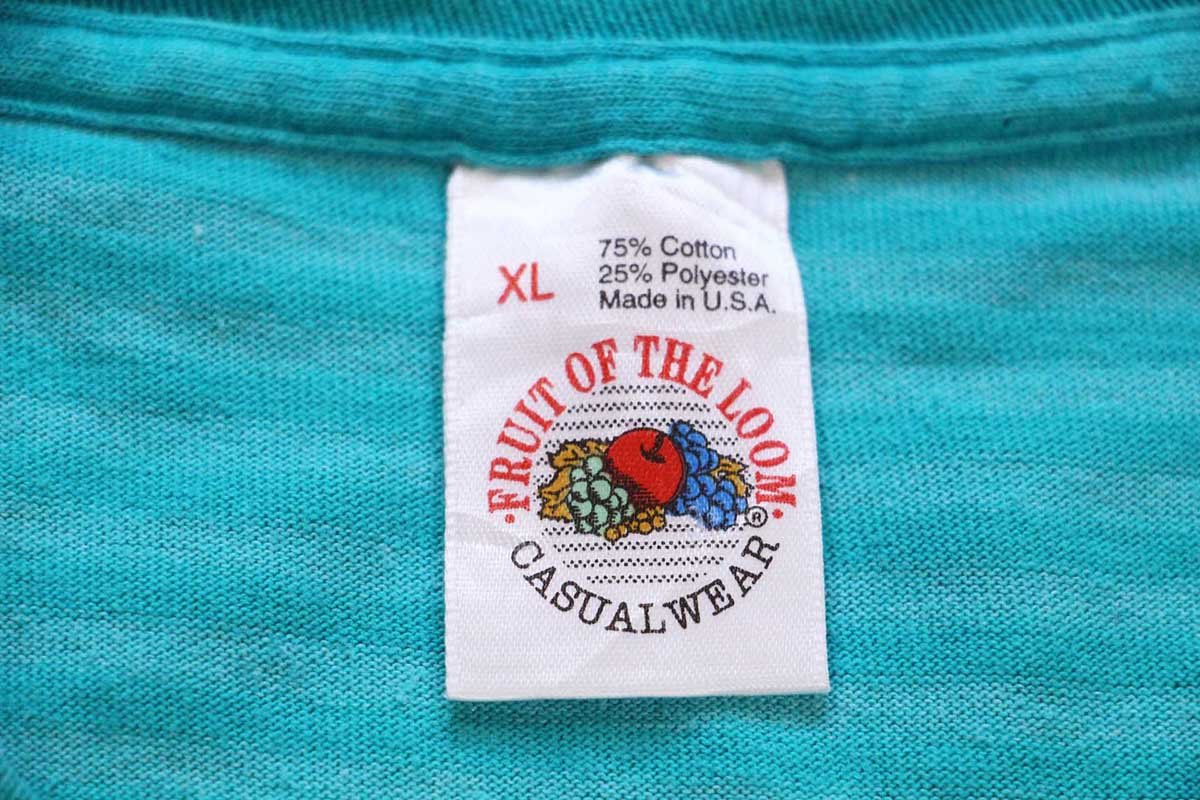 XL
75% Cotton
25% Polyester
Made in U.S.A.
·FRUIT OF THE LOOM·
®
CASUALWEAR